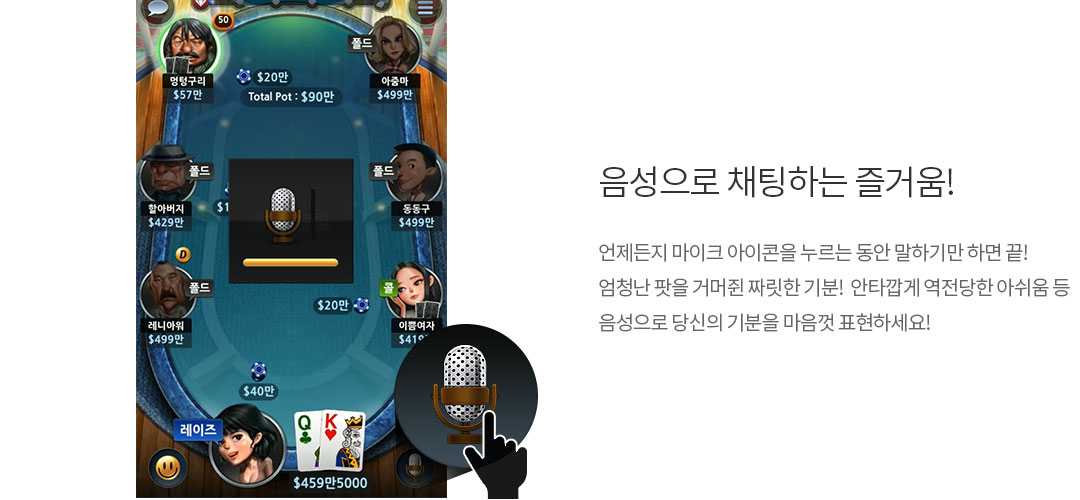 50
폴드
멍텅구리
$57만
$20만
Total Pot : $90만
아줌마
$499만
폴드
할아버지
$429만
폴드
동동구
$499만
D
폴드
레니아워
$499만
$20만
콜
이쁨여자
$40만
레이즈
Q
K
$459만5000
음성으로 채팅하는 즐거움!
언제든지 마이크 아이콘을 누르는 동안 말하기만 하면 끝!
엄청난 팟을 거머쥔 짜릿한 기분! 안타깝게 역전당한 아쉬움 등
음성으로 당신의 기분을 마음껏 표현하세요!